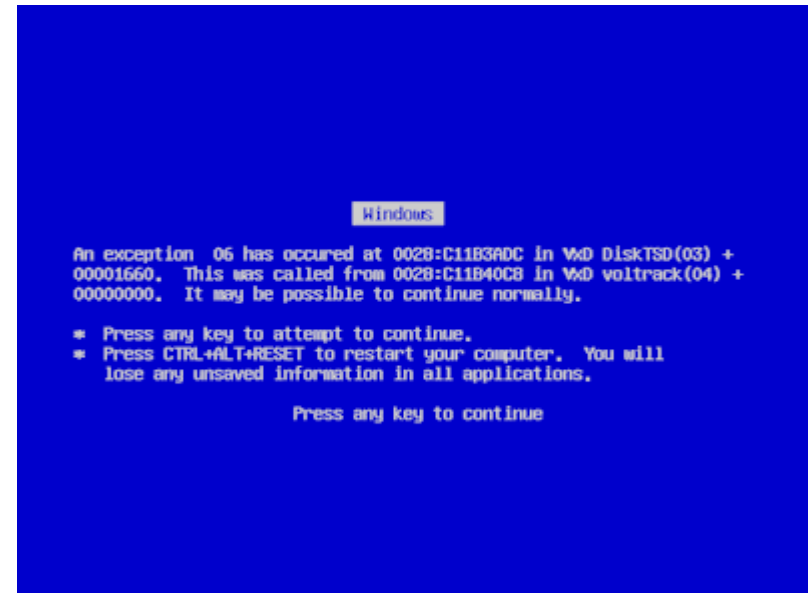 Windows
An exception 06 has occured at 0028:C11B3ADC in VxD DiskTSD(03) +
00001660. This was called from 0028:C11B40C8 in VxD voltrack(04) +
00000000. It may be possible to continue normally.
* Press any key to attempt to continue.
* Press CTRL+ALT+RESET to restart your computer. You will
lose any unsaved information in all applications.
Press any key to continue